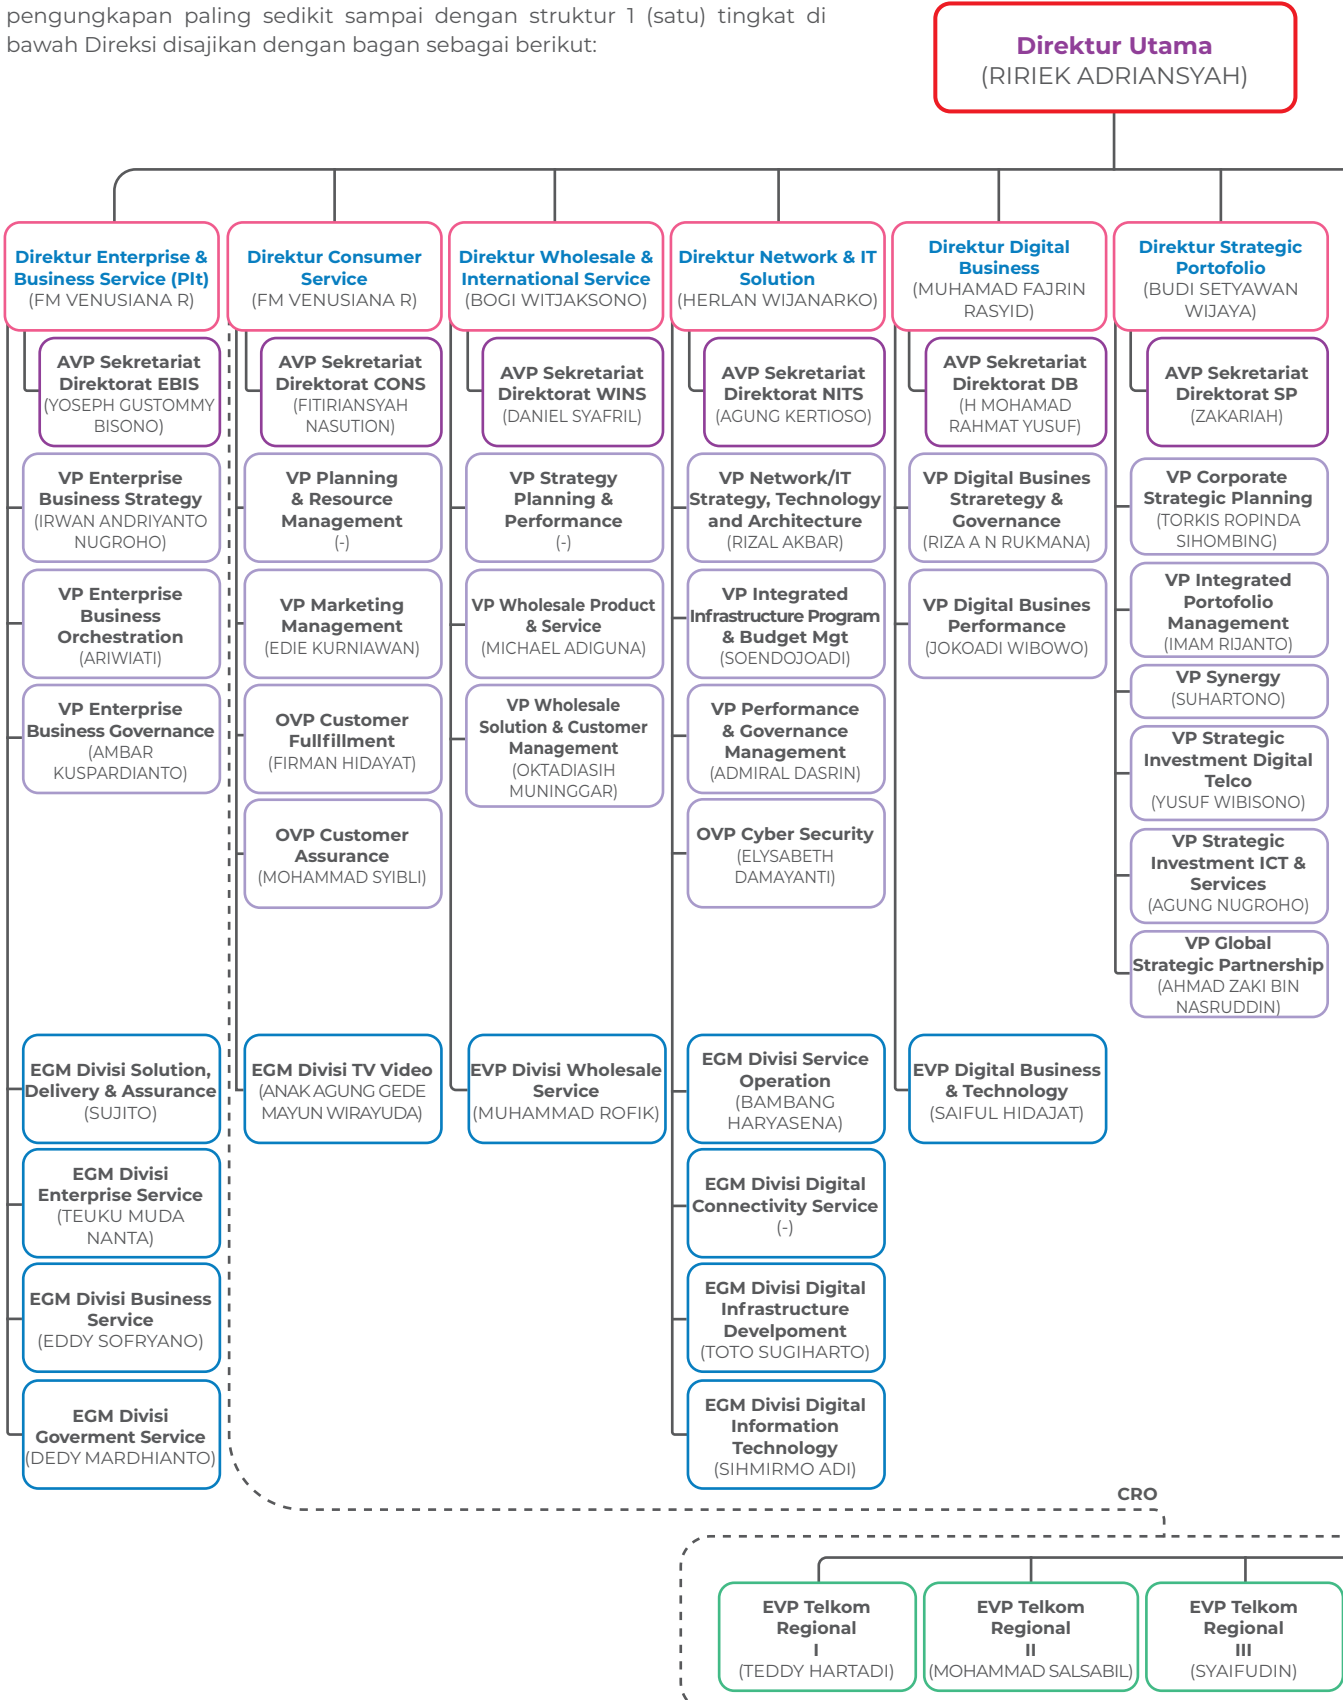 pengungkapan paling sedikit sampai dengan struktur 1 (satu) tingkat di
bawah Direksi disajikan dengan bagan sebagai berikut:
Direktur Utama
(RIRIEK ADRIANSYAH)
Direktur Enterprise &
Business Service (Plt)
(FM VENUSIANA R)
AVP Sekretariat
Direktorat EBIS
(YOSEPH GUSTOMMY
BISONO)
VP Enterprise
Business Strategy
(IRWAN ANDRIYANTO
NUGROHO)
VP Enterprise
Business
Orchestration
(ARIWIATI)
VP Enterprise
Business Governance
(AMBAR
KUSPARDIANTO)
EGM Divisi Solution,
Delivery & Assurance
(SUJITO)
EGM Divisi
Enterprise Service
(TEUKU MUDA
NANTA)
EGM Divisi Business
Service
(EDDY SOFRYANO)
EGM Divisi
Goverment Service
(DEDY MARDHIANTO)
Direktur Consumer
Service
(FM VENUSIANA R)
AVP Sekretariat
Direktorat CONS
(FITIRIANSYAH
NASUTION)
VP Planning
& Resource
Management
(-)
VP Marketing
Management
(EDIE KURNIAWAN)
OVP Customer
Fullfillment
(FIRMAN HIDAYAT)
OVP Customer
Assurance
(MOHAMMAD SYIBLI)
EGM Divisi TV Video
(ANAK AGUNG GEDE
MAYUN WIRAYUDA)
Direktur Wholesale &
International Service
(BOGI WITJAKSONO)
AVP Sekretariat
Direktorat WINS
(DANIEL SYAFRIL)
VP Strategy
Planning &
Performance
(-)
VP Wholesale Product
& Service
(MICHAEL ADIGUNA)
VP Wholesale
Solution & Customer
Management
(OKTADIASIH
MUNINGGAR)
EVP Divisi Wholesale
Service
(MUHAMMAD ROFIK)
Direktur Network & IT
Solution
(HERLAN WIJANARKO)
AVP Sekretariat
Direktorat NITS
(AGUNG KERTIOSO)
VP Network/IT
Strategy, Technology
and Architecture
(RIZAL AKBAR)
VP Integrated
Infrastructure Program
& Budget Mgt
(SOENDOJOADI)
VP Performance
& Governance
Management
(ADMIRAL DASRIN)
OVP Cyber Security
(ELYSABETH
DAMAYANTI)
EGM Divisi Service
Operation
(BAMBANG
HARYASENA)
EGM Divisi Digital
Connectivity Service
(-)
EGM Divisi Digital
Infrastructure
Develpoment
(TOTO SUGIHARTO)
EGM Divisi Digital
Information
Technology
(SIHMIRMO ADI)
Direktur Digital
Business
(MUHAMAD FAJRIN
RASYID)
AVP Sekretariat
Direktorat DB
(H MOHAMAD
RAHMAT YUSUF)
VP Digital Busines
Straretegy &
Governance
(RIZA A N RUKMANA)
VP Digital Busines
Performance
(JOKOADI WIBOWO)
EVP Digital Business
& Technology
(SAIFUL HIDAJAT)
Direktur Strategic
Portofolio
(BUDI SETYAWAN
WIJAYA)
AVP Sekretariat
Direktorat SP
(ZAKARIAH)
VP Corporate
Strategic Planning
(TORKIS ROPINDA
SIHOMBING)
VP Integrated
Portofolio
Management
(IMAM RIJANTO)
VP Synergy
(SUHARTONO)
VP Strategic
Investment Digital
Telco
(YUSUF WIBISONO)
VP Strategic
Investment ICT &
Services
(AGUNG NUGROHO)
VP Global
Strategic Partnership
(AHMAD ZAKI BIN
NASRUDDIN)
CRO
EVP Telkom
Regional
I
(TEDDY HARTADI)
EVP Telkom
Regional
II
(MOHAMMAD SALSABIL)
EVP Telkom
Regional
III
(SYAIFUDIN)